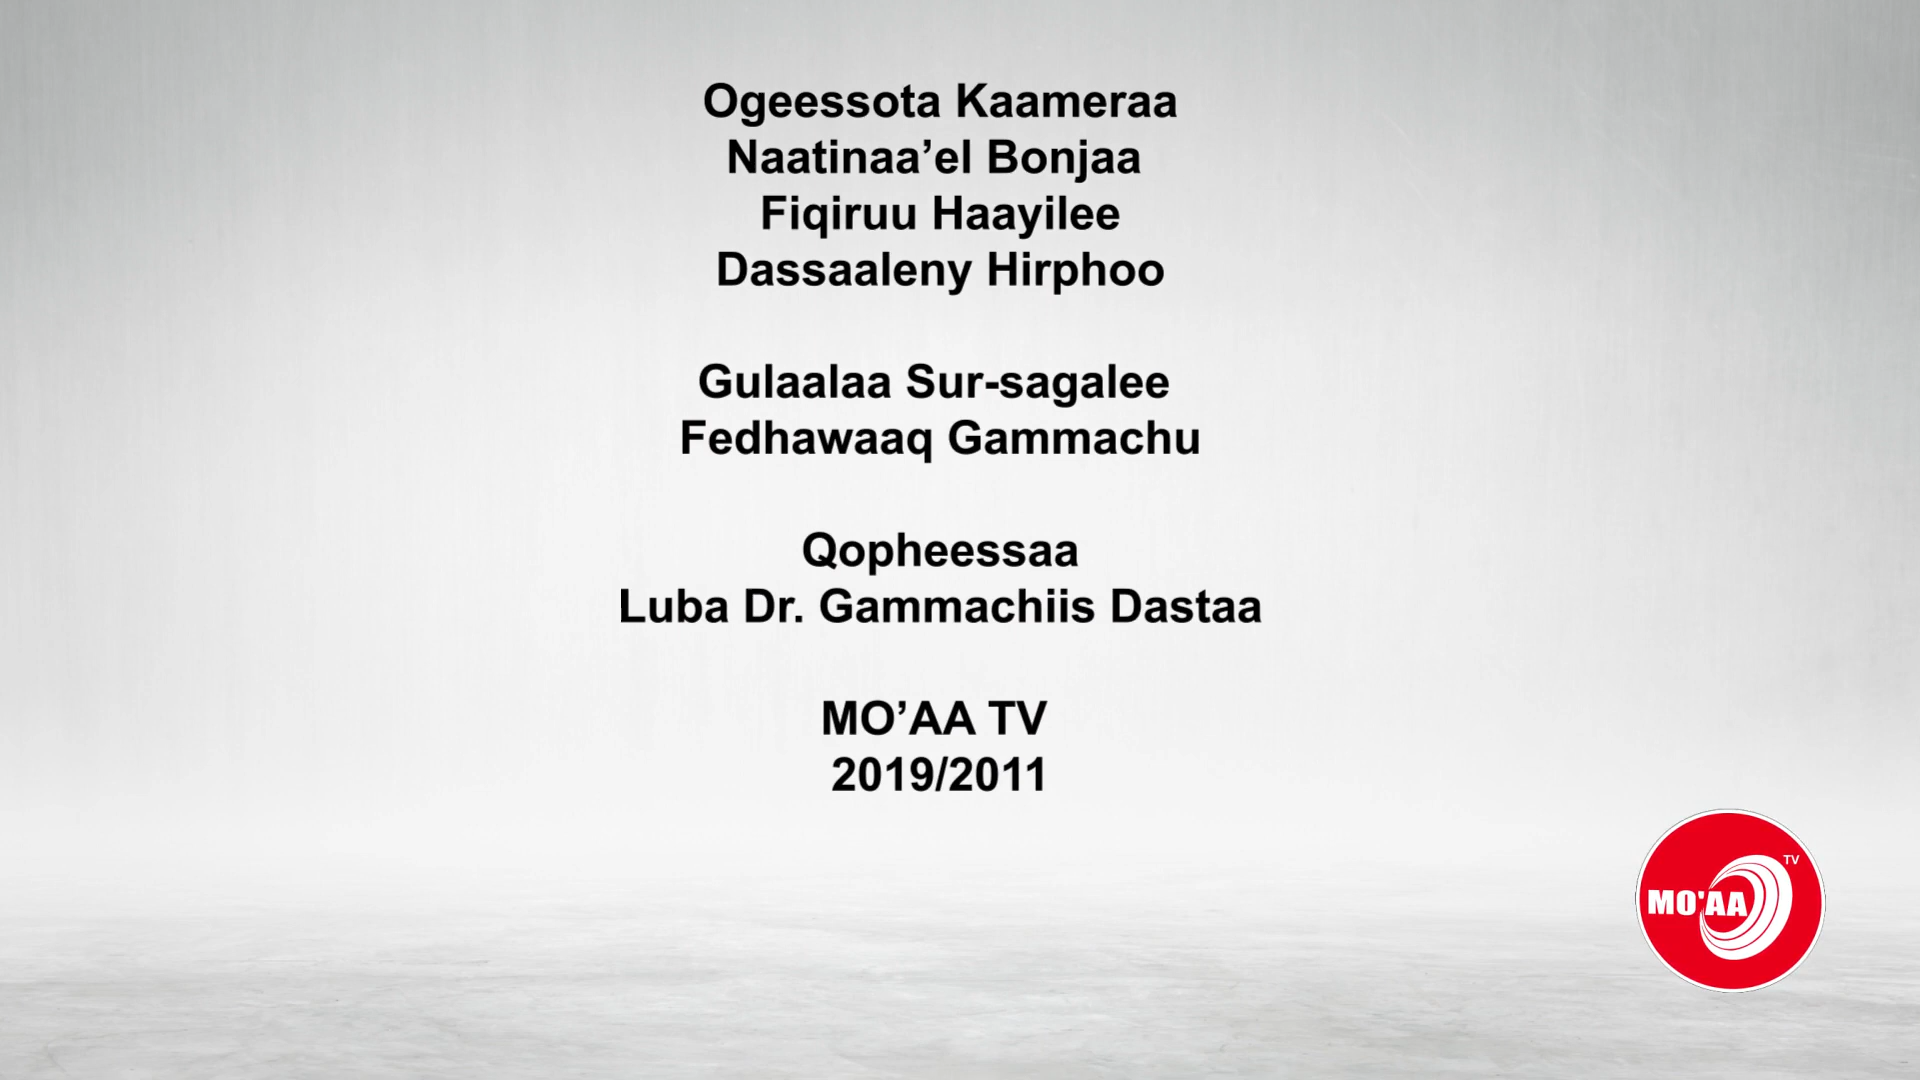 Ogeessota Kaameraa
Naatinaa’el Bonjaa
Fiqiruu Haayilee
Dassaaleny Hirphoo
Gulaalaa Sur-sagalee
Fedhawaaq Gammachu
Qopheessaa
Luba Dr. Gammachiis Dastaa
MO’AA TV
2019/2011
TV
MO'AA